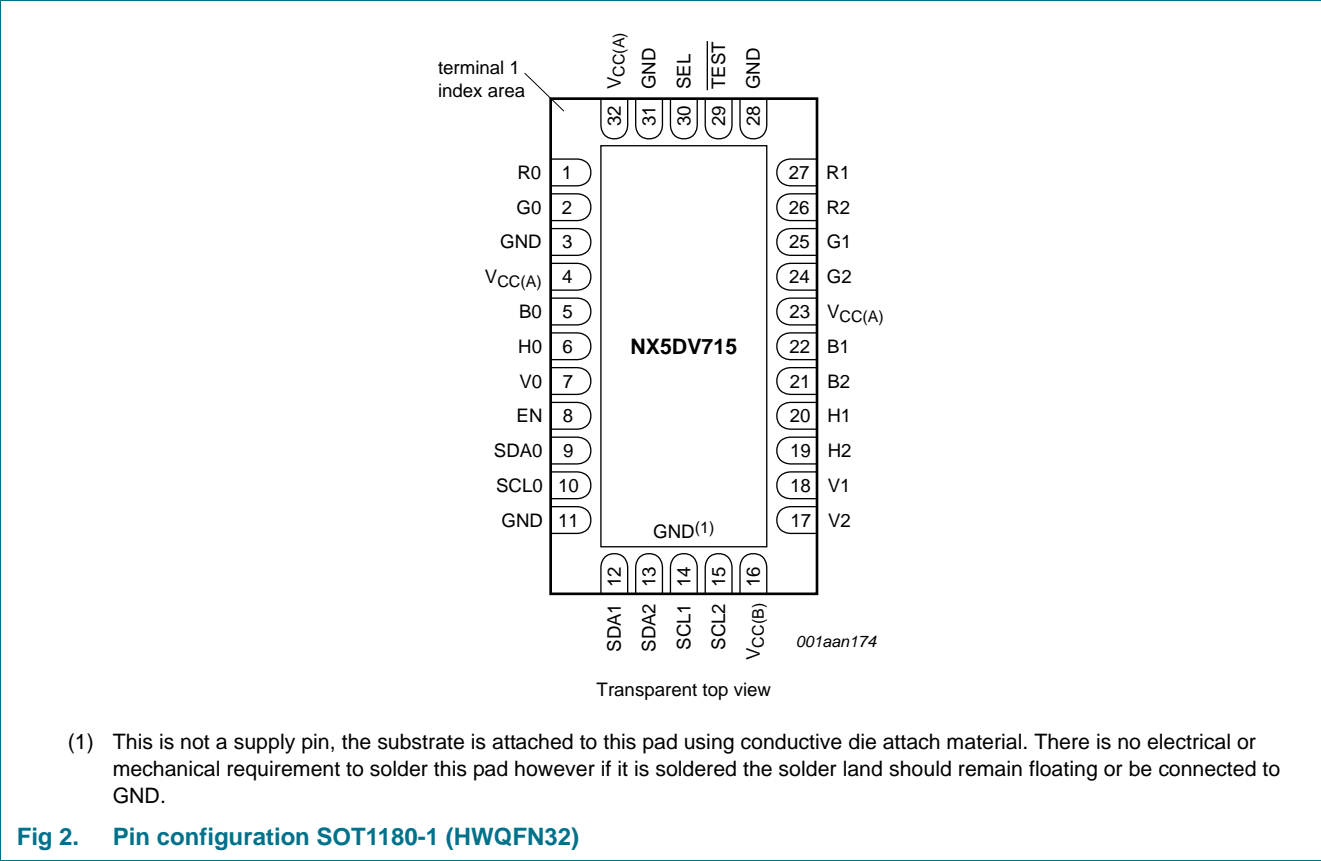 terminal 1
index area
VCC(A)
GND
SEL
TEST
GND
32
31
30
29
28
R0 1
G0 2
GND 3
VCC(A) 4
B0 5
H0 6
V0 7
EN 8
SDA0 9
SCL0 10
GND 11
NX5DV715
GND(1)
27 R1
26 R2
25 G1
24 G2
23 VCC(A)
22 B1
21 B2
20 H1
19 H2
18 V1
17 V2
12
13
14
15
16
SDA1
SDA2
SCL1
SCL2
VCC(B)
001aan174
Transparent top view
(1) This is not a supply pin, the substrate is attached to this pad using conductive die attach material. There is no electrical or
mechanical requirement to solder this pad however if it is soldered the solder land should remain floating or be connected to
GND.
Fig 2. Pin configuration SOT1180-1 (HWQFN32)